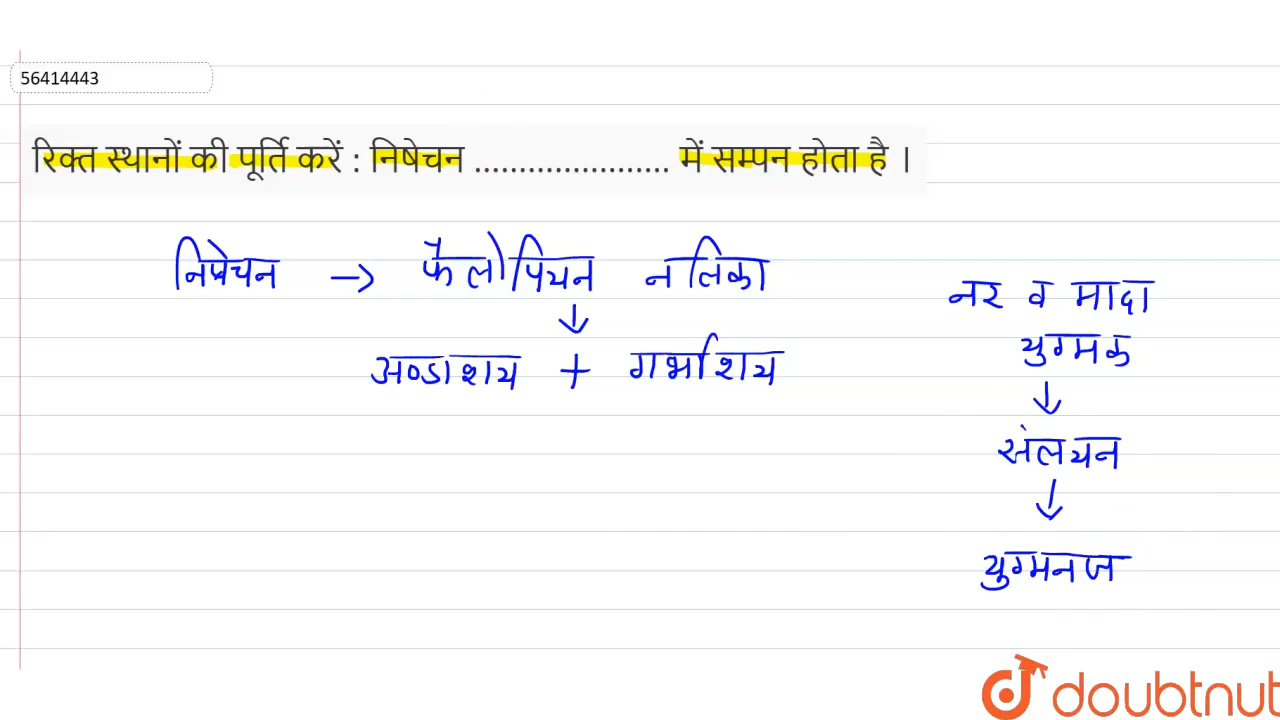 56414443
रिक्त स्थानों की पूर्ति करें : निषेचन ...................... में सम्पन होता है ।
निषेचन → फैलोपियन नलिका
↓
अण्डाशय + गर्भाशय
नर व मादा
युग्मक
↓
संलयन
↓
युग्मनज
doubtnut